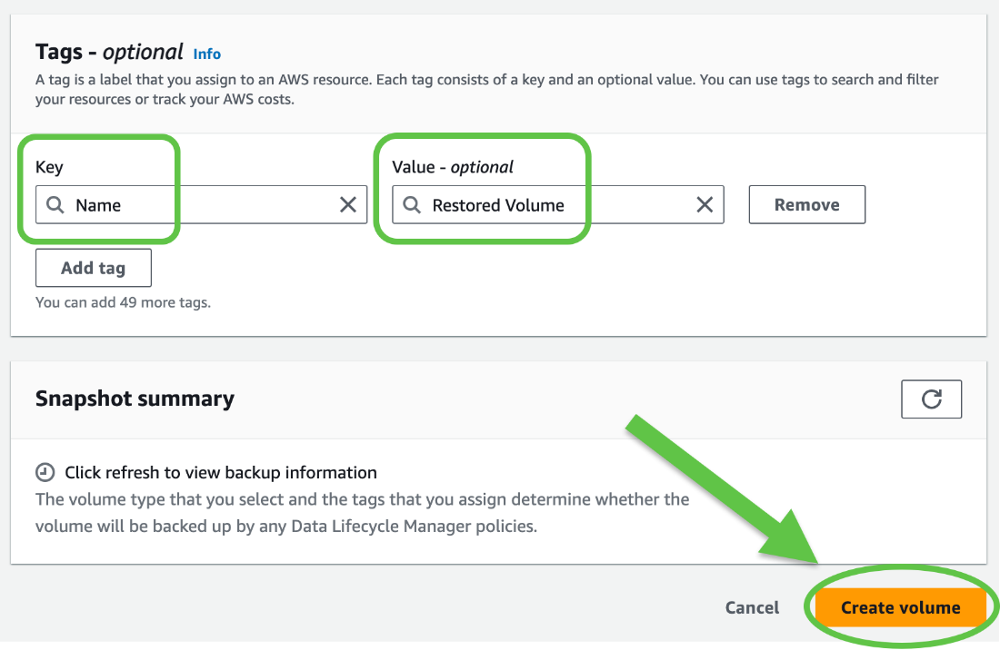 Tags - optional Info
A tag is a label that you assign to an AWS resource. Each tag consists of a key and an optional value. You can use tags to search and filter
your resources or track your AWS costs.
Key
Value - optional
Name
Restored Volume
Remove
Add tag
You can add 49 more tags.
Snapshot summary
Click refresh to view backup information
The volume type that you select and the tags that you assign determine whether the
volume will be backed up by any Data Lifecycle Manager policies.
Cancel
Create volume